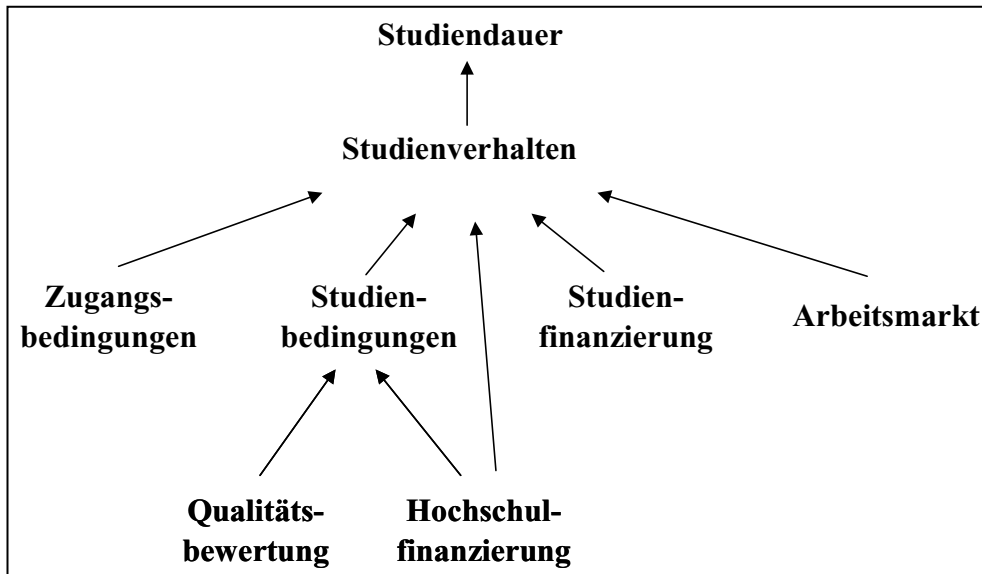 Studiendauer
Studienverhalten
Zugangs-
bedingungen
Studien-
bedingungen
Studien-
finanzierung
Arbeitsmarkt
Qualitäts-
bewertung
Hochschul-
finanzierung